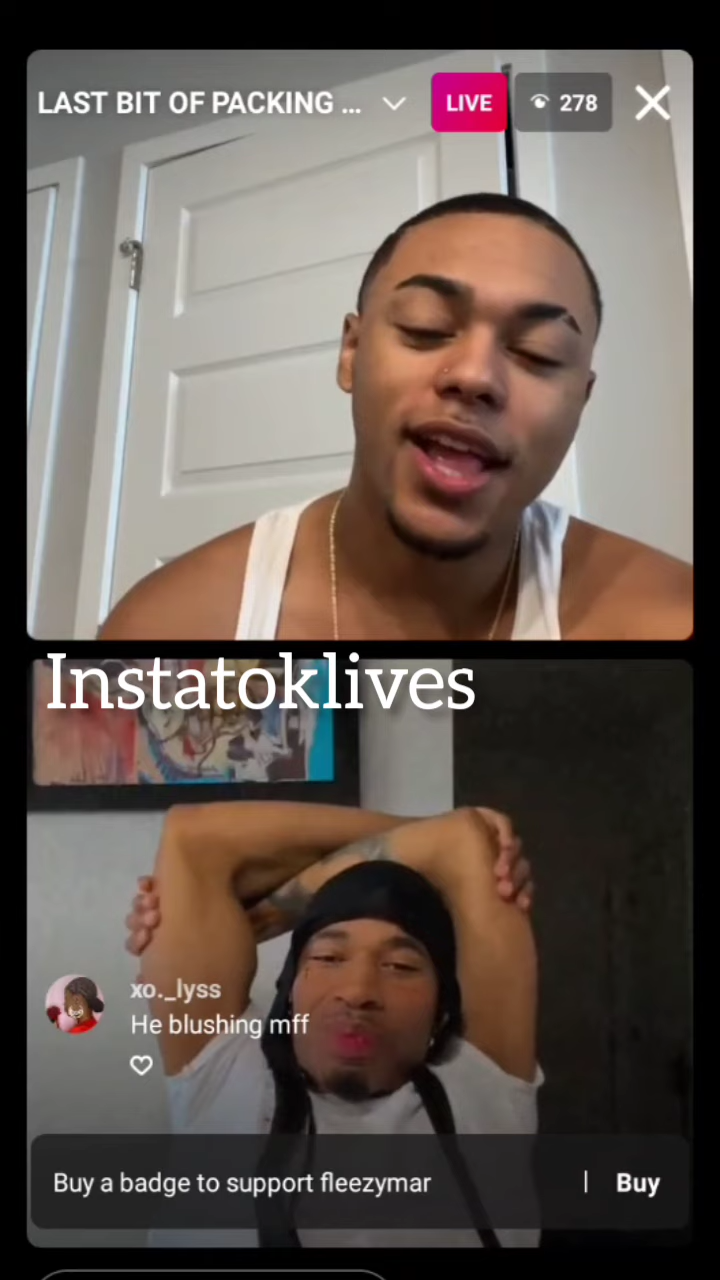 LAST BIT OF PACKING ...
LIVE
278
Instatoklives
xo._lyss
He blushing mff
Buy a badge to support fleezymar | Buy